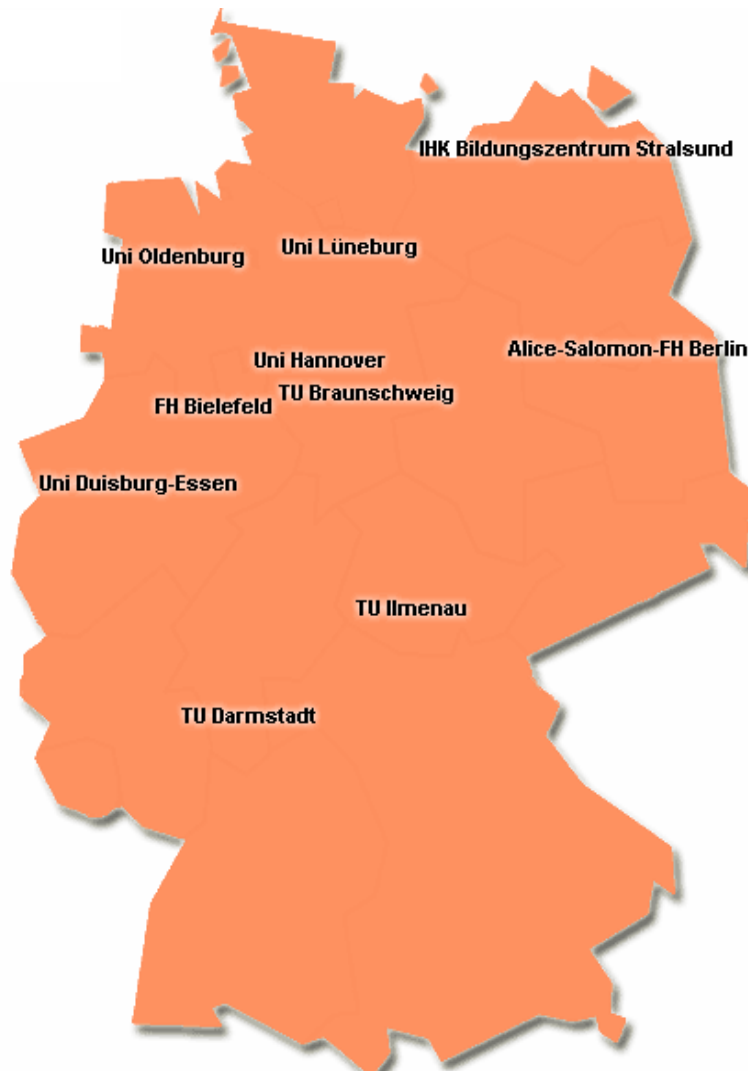 IHK Bildungszentrum Stralsund
Uni Lüneburg
Uni Oldenburg
Alice-Salomon-FH Berlin
Uni Hannover
TU Braunschweig
FH Bielefeld
Uni Duisburg-Essen
TU Ilmenau
TU Darmstadt